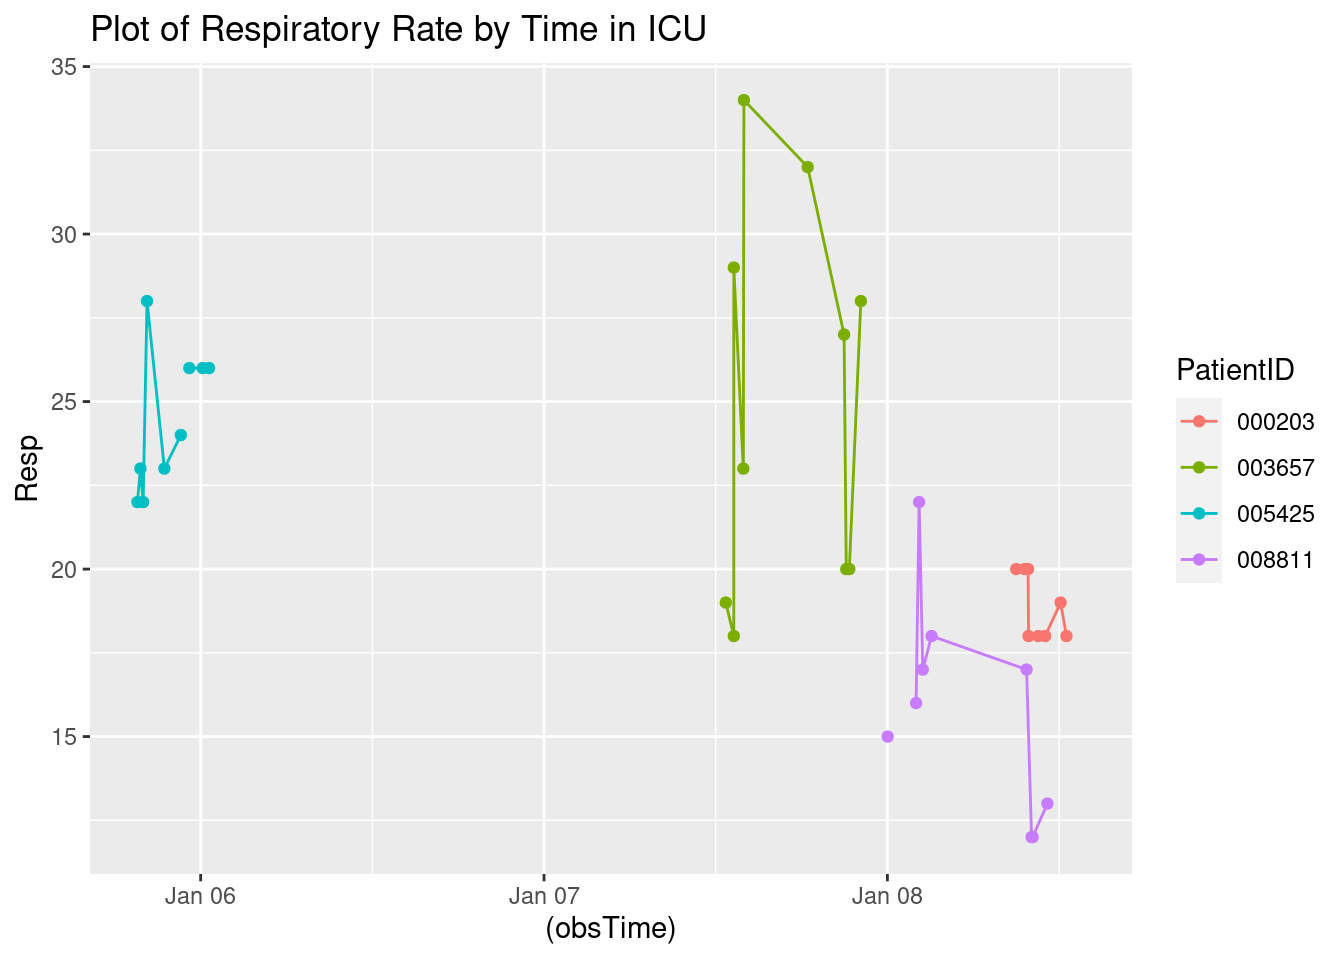 Plot of Respiratory Rate by Time in ICU
35
30
25
20
15
Resp
Jan 06
Jan 07
Jan 08
(obsTime)
PatientID
000203
003657
005425
008811